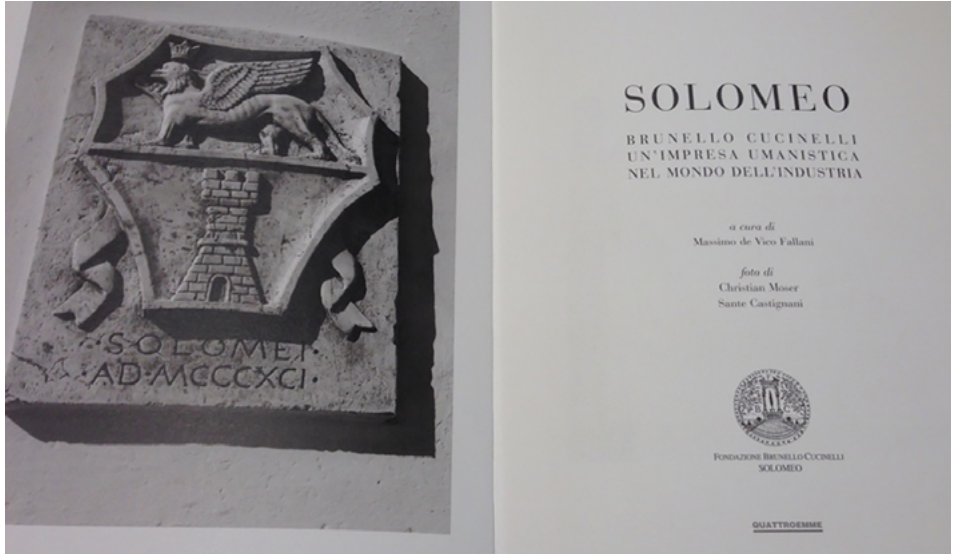 ·SOLOMEI·
·AD·MCCCXCI·
SOLOMEO
BRUNELLO CUCINELLI
UN'IMPRESA UMANISTICA
NEL MONDO DELL'INDUSTRIA
a cura di
Massimo de Vico Fallani
foto di
Christian Moser
Sante Castignani
FONDAZIONE BRUNELLO CUCINELLI
SOLOMEO
QUATTROEMME